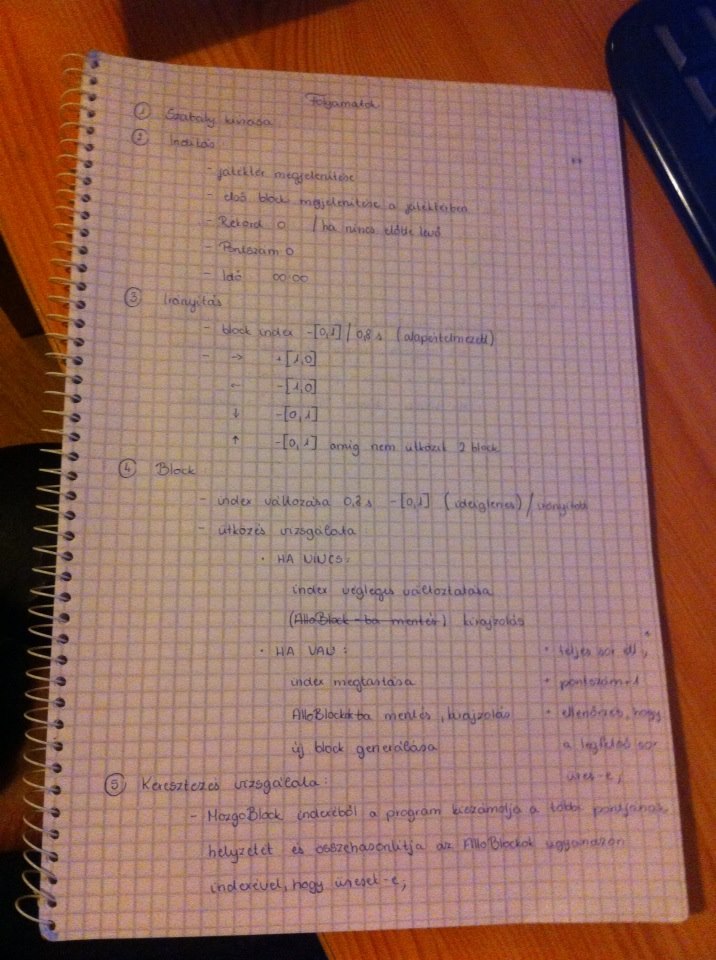 Folyamatok
① Szabály kiírása
② Indítás
- játéktér megjelenítése
- első block megjelenítése a játéktérben
- Rekord 0 / ha nincs előtte lévő
- Pontszám 0
- Idő 00:00
③ Irányítás
- block index -[0,1] / 0,8 s (alapértelmezett)
- → +[1,0]
← -[1,0]
↓ -[0,1]
↑ -[0,1] amíg nem ütközik 2 block
④ Block
- index változása 0,8 s -[0,1] (ideiglenes) / irányított
- ütközés vizsgálata:
• HA NINCS:
index végleges változtatása
(AlloBlock-ba mentés) kirajzolás
• HA VAN:
index megtartása
AlloBlockba mentés, kirajzolás
új block generálása
• teljes sor
• pontszám+1
• ellenőrzés, hogy
a legfelső sor
üres-e;
⑤ Keresztezés vizsgálata:
- MozgoBlock indexéből a program kiszámolja a többi pontjának
helyzetét és összehasonlítja az AlloBlockok ugyanazon
indexével, hogy üresek-e;